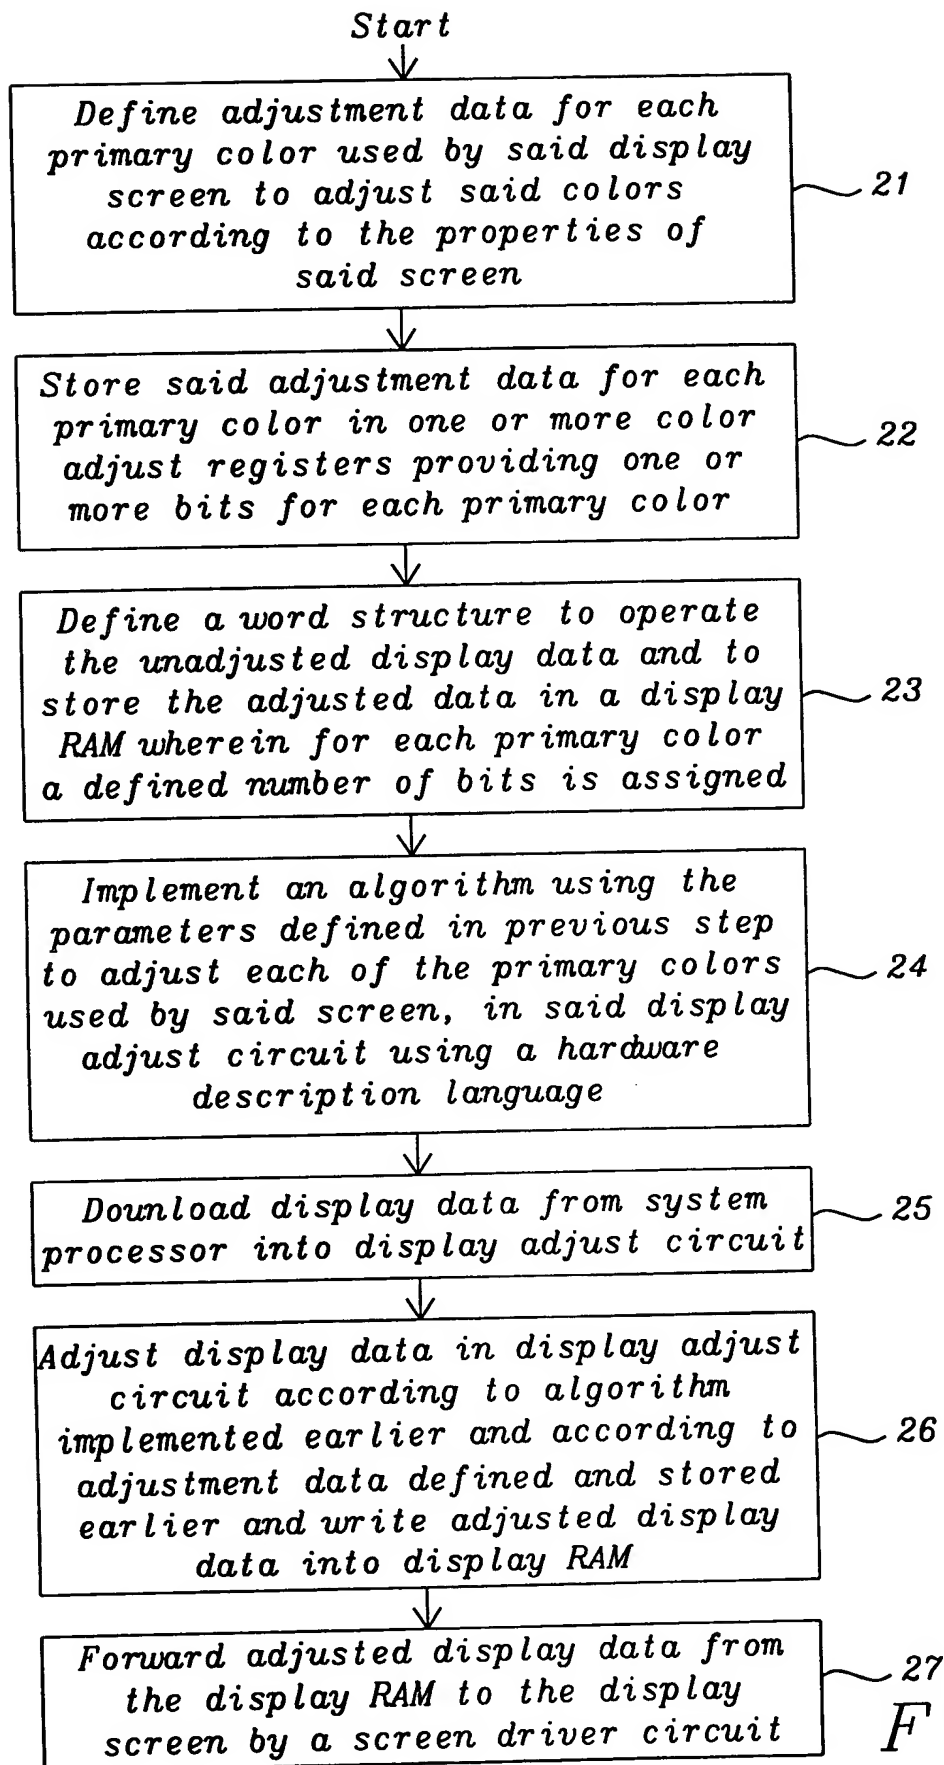 Start
Define adjustment data for each
primary color used by said display
screen to adjust said colors
according to the properties of
said screen
21
Store said adjustment data for each
primary color in one or more color
adjust registers providing one or
more bits for each primary color
22
Define a word structure to operate
the unadjusted display data and to
store the adjusted data in a display
RAM wherein for each primary color
a defined number of bits is assigned
23
Implement an algorithm using the
parameters defined in previous step
to adjust each of the primary colors
used by said screen, in said display
adjust circuit using a hardware
description language
24
Download display data from system
processor into display adjust circuit
25
Adjust display data in display adjust
circuit according to algorithm
implemented earlier and according to
adjustment data defined and stored
earlier and write adjusted display
data into display RAM
26
Forward adjusted display data from
the display RAM to the display
screen by a screen driver circuit
27
F